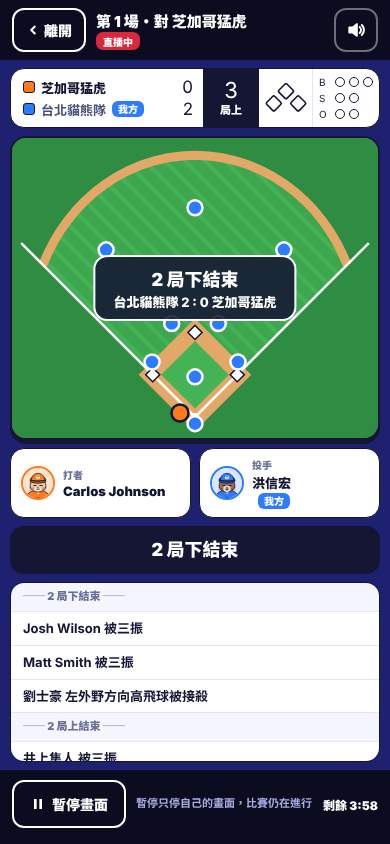 離開
第 1 場・對 芝加哥猛虎
直播中
芝加哥猛虎 0
台北貓熊隊 我方 2
3
局上
B
S
O
2 局下結束
台北貓熊隊 2 : 0 芝加哥猛虎
打者
Carlos Johnson
投手
洪信宏
我方
2 局下結束
2 局下結束
Josh Wilson 被三振
Matt Smith 被三振
劉士豪 左外野方向高飛球被接殺
2 局上結束
井上隼人 被三振
暫停畫面
暫停只停自己的畫面，比賽仍在進行
剩餘 3:58